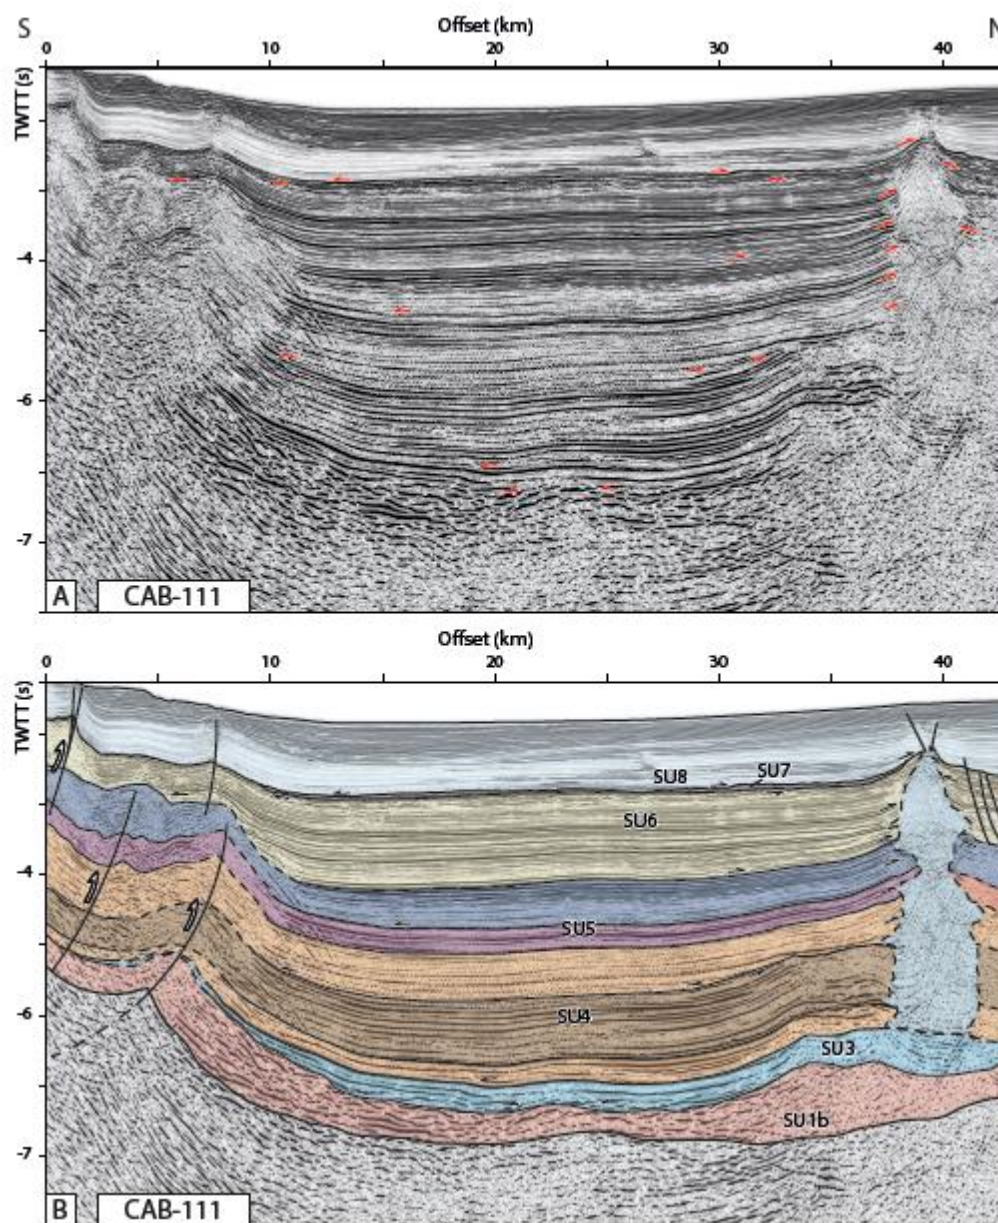 Offset (km)
S
0
10
20
30
40
TWTT (s)
-4
-6
-7
A
CAB-111
Offset (km)
0
10
20
30
40
TWTT (s)
SU8
SU7
SU6
-4
SU5
-6
SU4
SU3
SU1b
-7
B
CAB-111